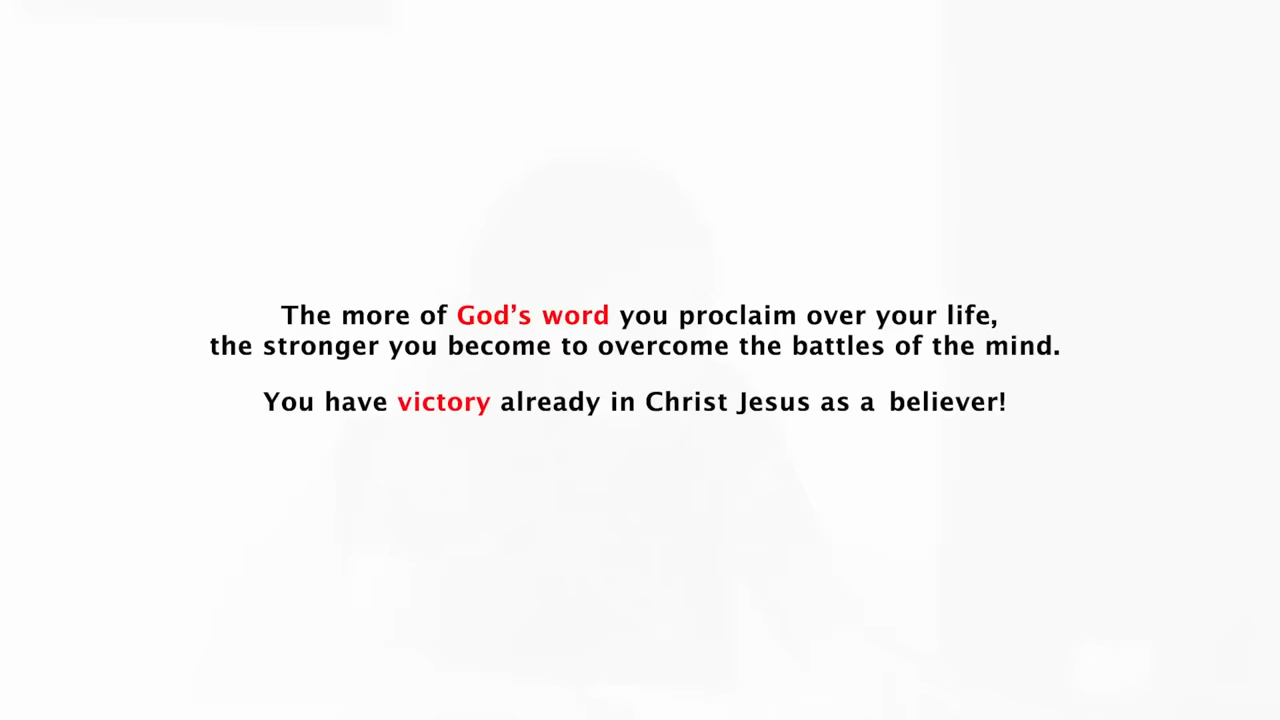 The more of God’s word you proclaim over your life,
the stronger you become to overcome the battles of the mind.
You have victory already in Christ Jesus as a believer!